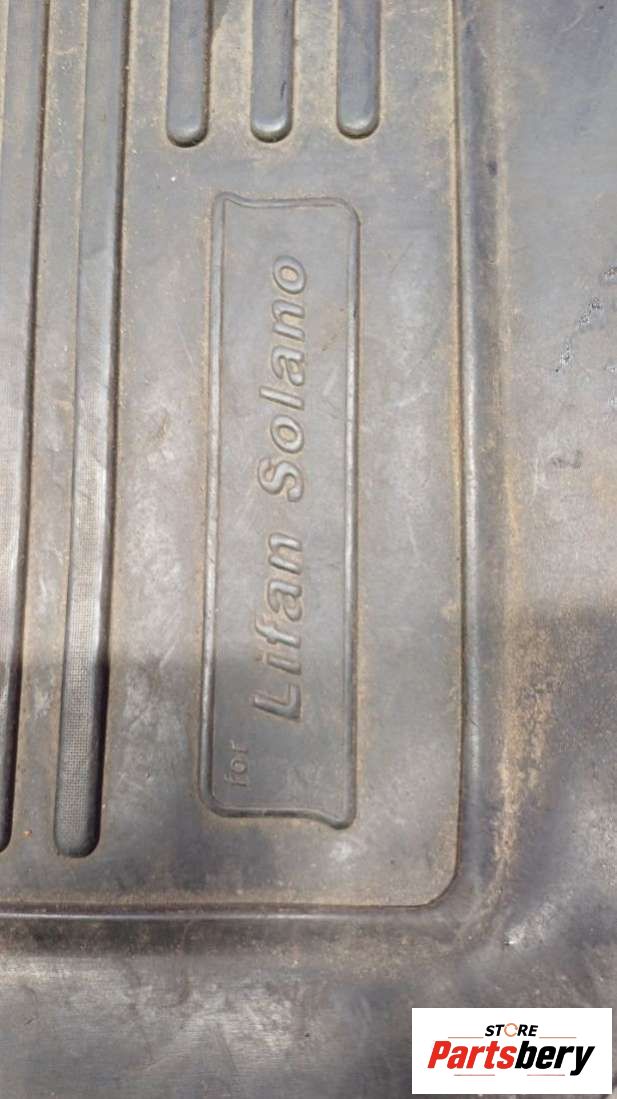 for
Lifan Solano
STORE
Partsbery